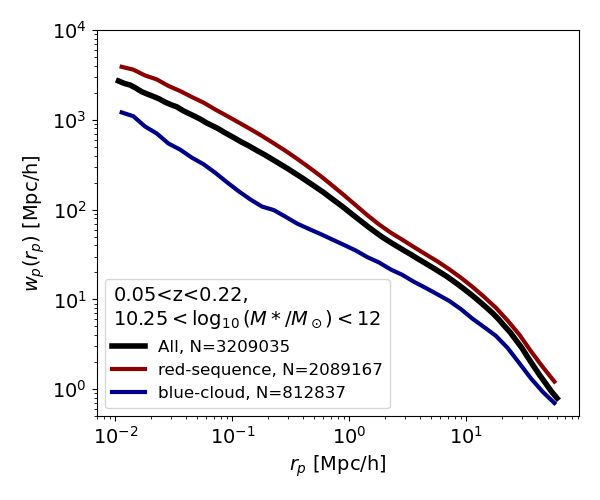 10^4
10^3
10^2
10^1
10^0
w_p(r_p) [Mpc/h]
0.05<z<0.22,
10.25 < log_10(M*/M_⊙) < 12
All, N=3209035
red-sequence, N=2089167
blue-cloud, N=812837
10^−2 10^−1 10^0 10^1
r_p [Mpc/h]